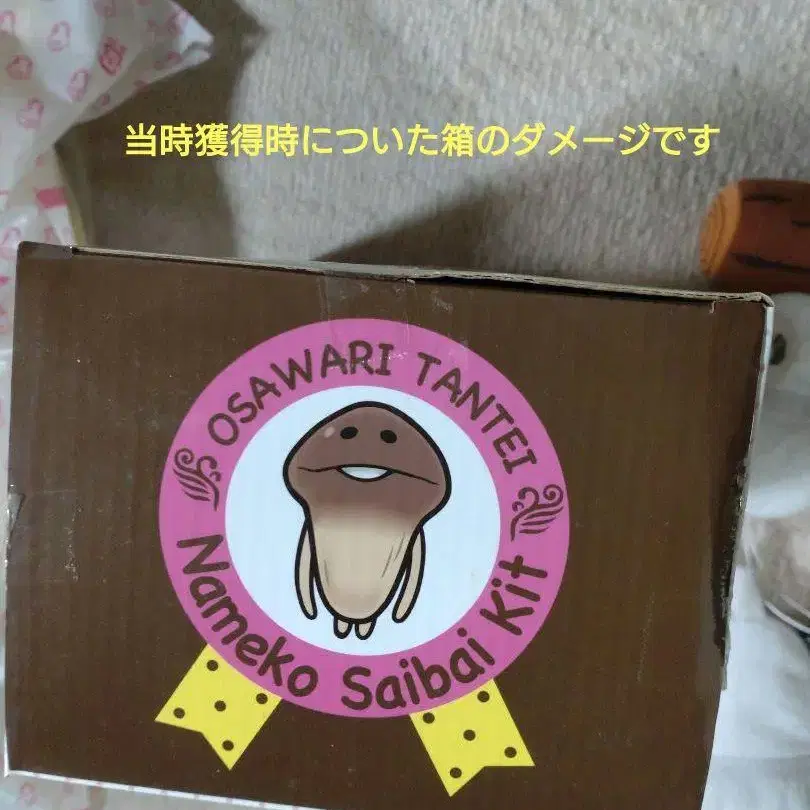 当時獲得時についた箱のダメージです
OSAWARI TANTEI
Nameko Saibai Kit